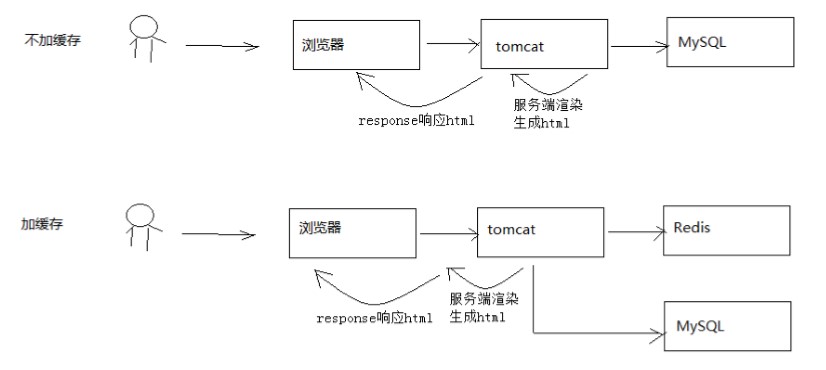 不加缓存
浏览器
tomcat
MySQL
response响应html
服务端渲染
生成html
加缓存
浏览器
tomcat
Redis
response响应html
服务端渲染
生成html
MySQL